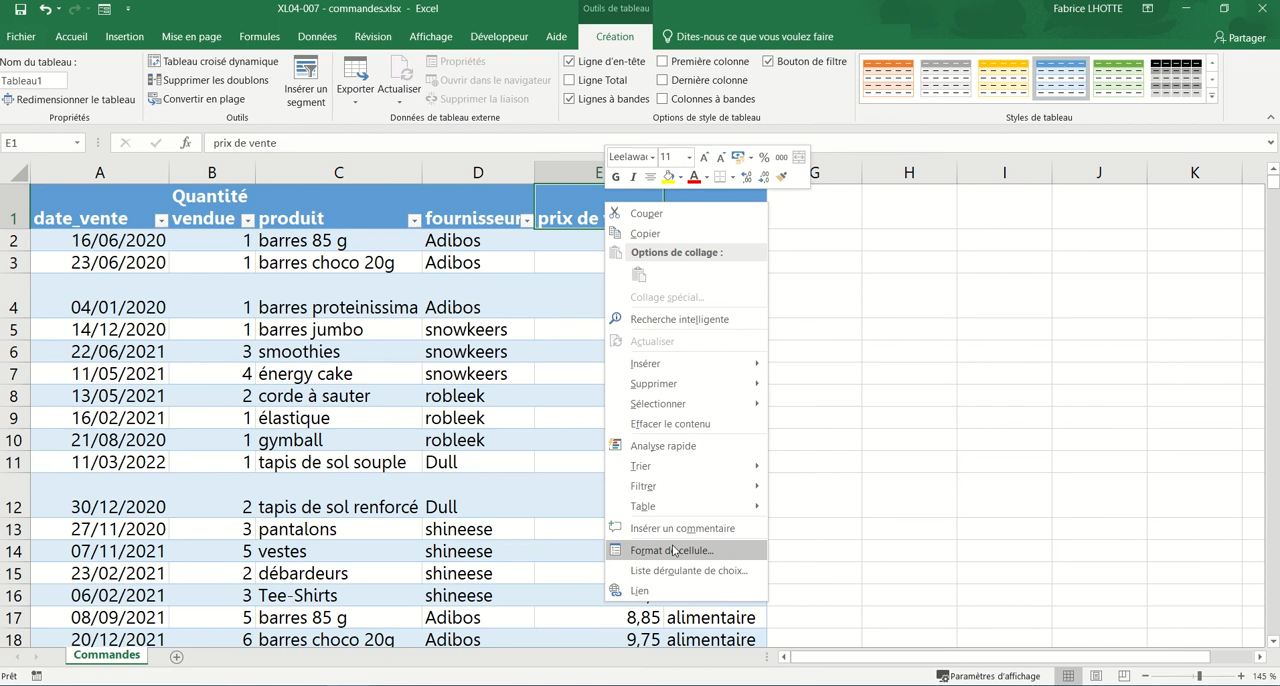 XL04-007 - commandes.xlsx - Excel
Outils de tableau
Fabrice LHOTTE
Fichier Accueil Insertion Mise en page Formules Données Révision Affichage Développeur Aide Création Dites-nous ce que vous voulez faire Partager
Nom du tableau :
Tableau1
Redimensionner le tableau
Propriétés
Tableau croisé dynamique
Supprimer les doublons
Convertir en plage
Insérer un segment
Outils
Exporter Actualiser
Propriétés
Ouvrir dans le navigateur
Supprimer la liaison
Données de tableau externe
Ligne d'en-tête Première colonne Bouton de filtre
Ligne Total Dernière colonne
Lignes à bandes Colonnes à bandes
Options de style de tableau
Styles de tableau
E1 fx prix de vente
Leelawa 11 A A % 000
G I A
A B C D E G H I J K
1 date_vente Quantité vendue produit fournisseur prix de
2 16/06/2020 1 barres 85 g Adibos
3 23/06/2020 1 barres choco 20g Adibos
4 04/01/2020 1 barres proteinissima Adibos
5 14/12/2020 1 barres jumbo snowkeers
6 22/06/2021 3 smoothies snowkeers
7 11/05/2021 4 énergy cake snowkeers
8 13/05/2021 2 corde à sauter robleek
9 16/02/2021 1 élastique robleek
10 21/08/2020 1 gymball robleek
11 11/03/2022 1 tapis de sol souple Dull
12 30/12/2020 2 tapis de sol renforcé Dull
13 27/11/2020 3 pantalons shineese
14 07/11/2021 5 vestes shineese
15 23/02/2021 2 débardeurs shineese
16 06/02/2021 3 Tee-Shirts shineese
17 08/09/2021 5 barres 85 g Adibos 8,85 alimentaire
18 20/12/2021 6 barres choco 20g Adibos 9,75 alimentaire
Couper
Copier
Options de collage :
Collage spécial...
Recherche intelligente
Actualiser
Insérer
Supprimer
Sélectionner
Effacer le contenu
Analyse rapide
Trier
Filtrer
Table
Insérer un commentaire
Format de cellule...
Liste déroulante de choix...
Lien
Commandes
Prêt
Paramètres d'affichage
145 %